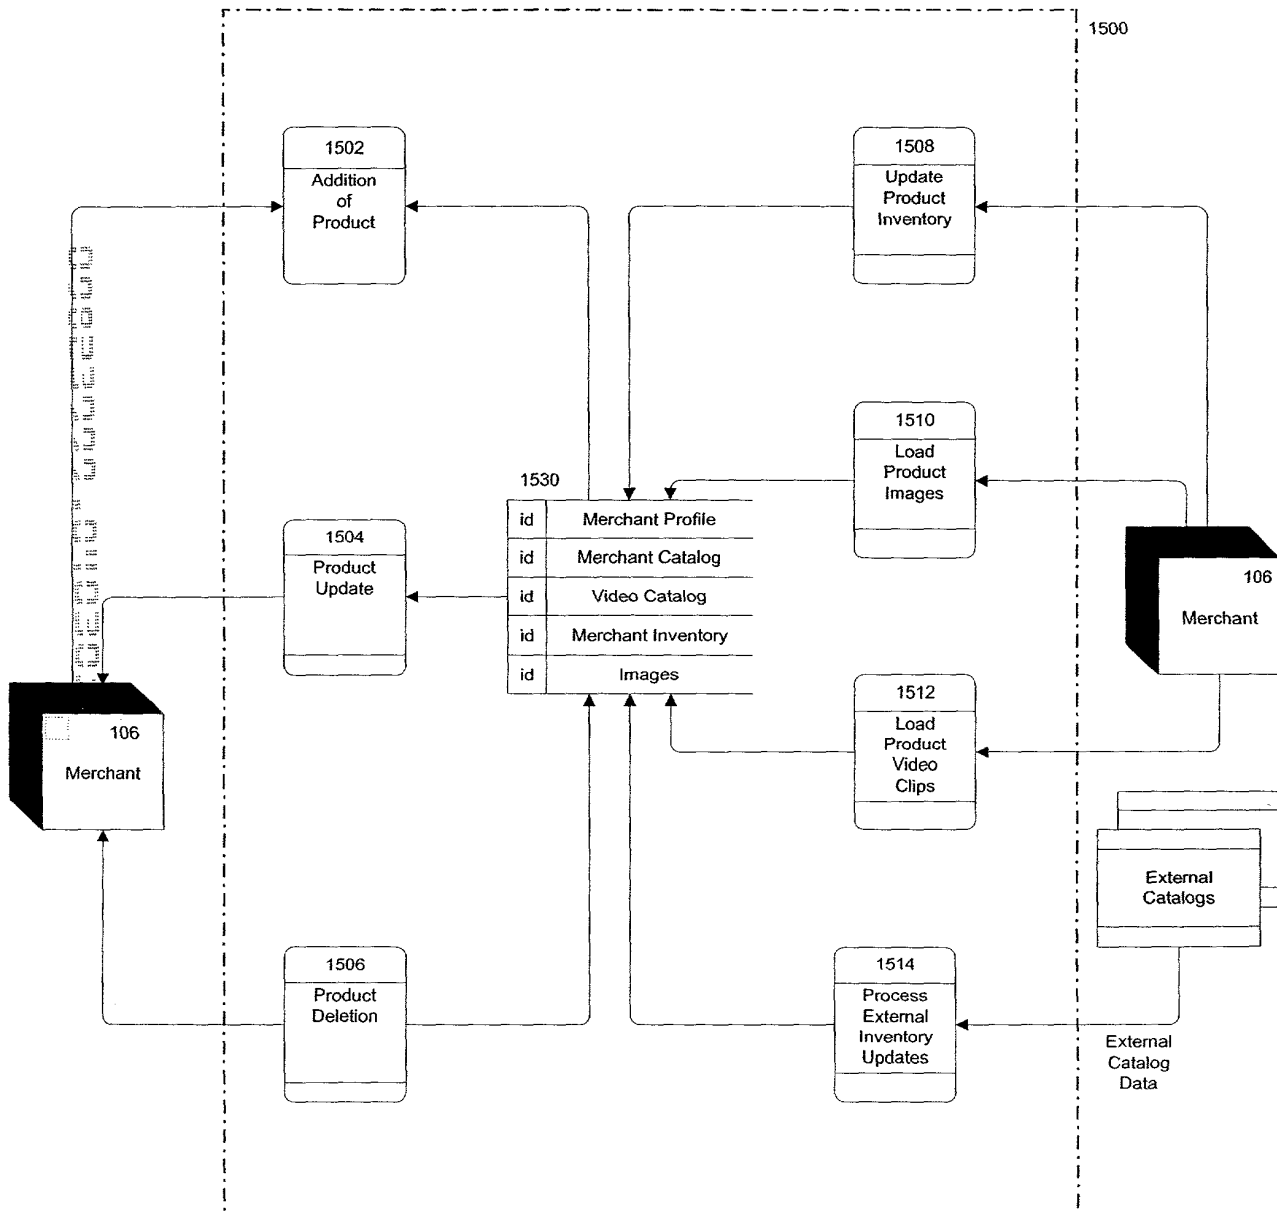 1500
1502
Addition
of
Product
1508
Update
Product
Inventory
1510
Load
Product
Images
1530
id Merchant Profile
id Merchant Catalog
id Video Catalog
id Merchant Inventory
id Images
1504
Product
Update
106
Merchant
106
Merchant
1512
Load
Product
Video
Clips
External
Catalogs
1506
Product
Deletion
1514
Process
External
Inventory
Updates
External
Catalog
Data